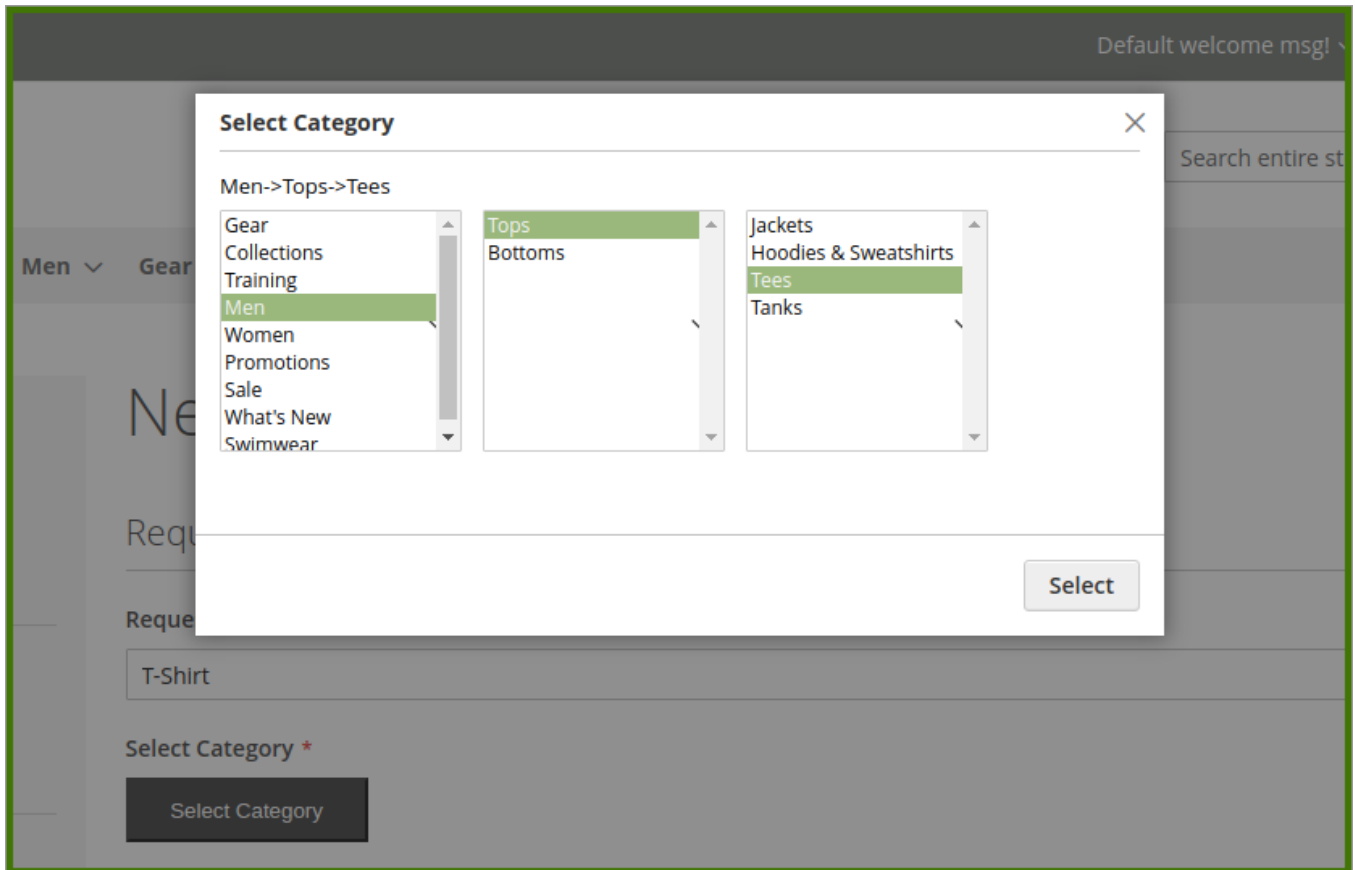 Default welcome msg!
Select Category
Search entire st
Men->Tops->Tees
Gear
Collections
Training
Men
Women
Promotions
Sale
What's New
Swimwear
Tops
Bottoms
Jackets
Hoodies & Sweatshirts
Tees
Tanks
Men Gear
Ne
Requ
Select
Reque
T-Shirt
Select Category *
Select Category